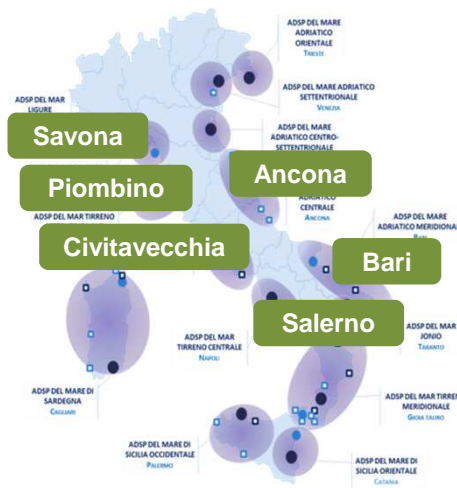 ADSP DEL MARE
ADRIATICO
ORIENTALE
TRIESTE
ADSP DEL MARE ADRIATICO
SETTENTRIONALE
VENEZIA
ADSP DEL MAR
LIGURE
ADSP DEL MARE
ADRIATICO CENTRO-
SETTENTRIONALE
Savona
Piombino
Ancona
ADRIATICO
CENTRALE
ANCONA
ADSP DEL MAR TIRRENO
ADSP DEL MARE
ADRIATICO MERIDIONALE
Civitavecchia
Bari
Salerno
ADSP DEL MAR
TIRRENO CENTRALE
NAPOLI
ADSP DEL MAR
JONIO
TARANTO
ADSP DEL MARE DI
SARDEGNA
CAGLIARI
ADSP DEL MAR TIRRE
MERIDIONALE
GIOIA TAURO
ADSP DEL MARE DI
SICILIA OCCIDENTALE
PALERMO
ADSP DEL MARE DI
SICILIA ORIENTALE
CATANIA